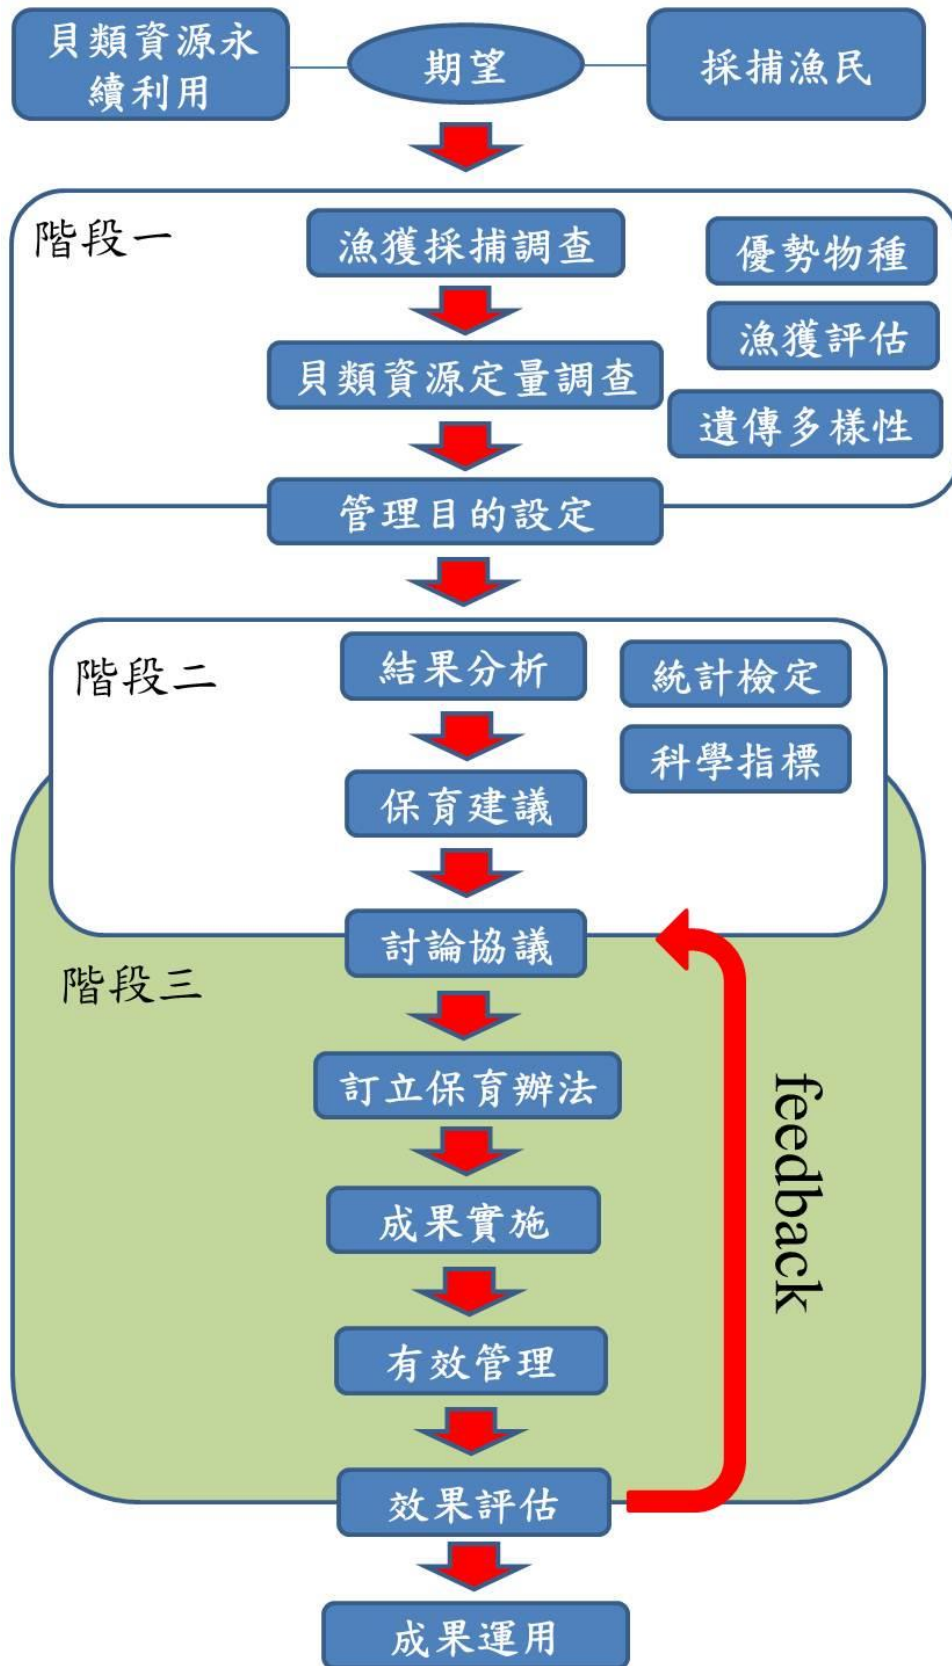 貝類資源永
續利用
期望
採捕漁民
階段一
漁獲採捕調查
優勢物種
漁獲評估
貝類資源定量調查
遺傳多樣性
管理目的設定
階段二
結果分析
統計檢定
科學指標
保育建議
討論協議
階段三
訂立保育辦法
feedback
成果實施
有效管理
效果評估
成果運用